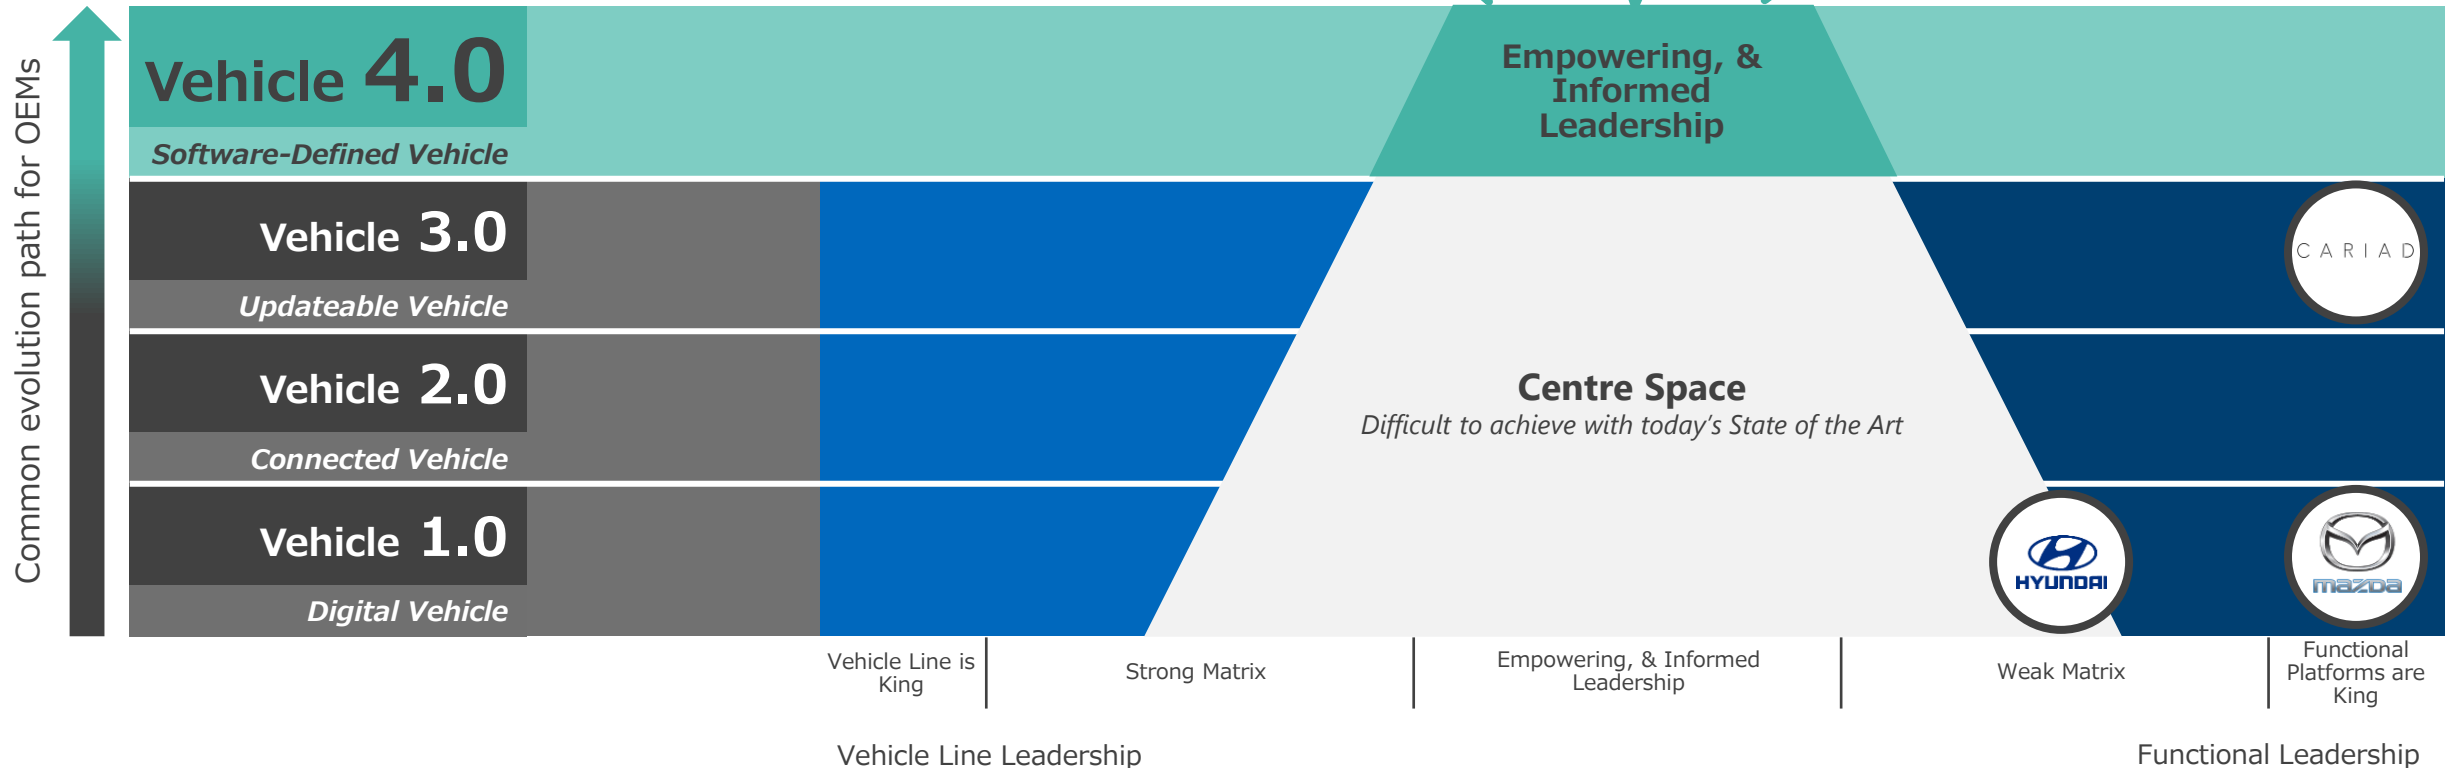 Common evolution path for OEMs
Vehicle 4.0
Software-Defined Vehicle
Empowering, &
Informed
Leadership
Vehicle 3.0
Updateable Vehicle
CARIAD
Vehicle 2.0
Connected Vehicle
Centre Space
Difficult to achieve with today's State of the Art
Vehicle 1.0
Digital Vehicle
HYUNDAI
mazda
Vehicle Line is
King
Strong Matrix
Empowering, & Informed
Leadership
Weak Matrix
Functional
Platforms are
King
Vehicle Line Leadership
Functional Leadership